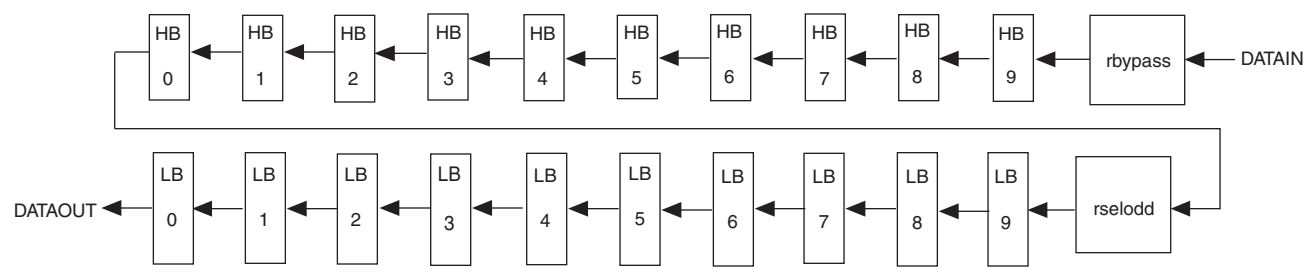 HB HB HB HB HB HB HB HB HB HB
0 1 2 3 4 5 6 7 8 9 rbypass DATAIN
LB LB LB LB LB LB LB LB LB LB
DATAOUT 0 1 2 3 4 5 6 7 8 9 rselodd